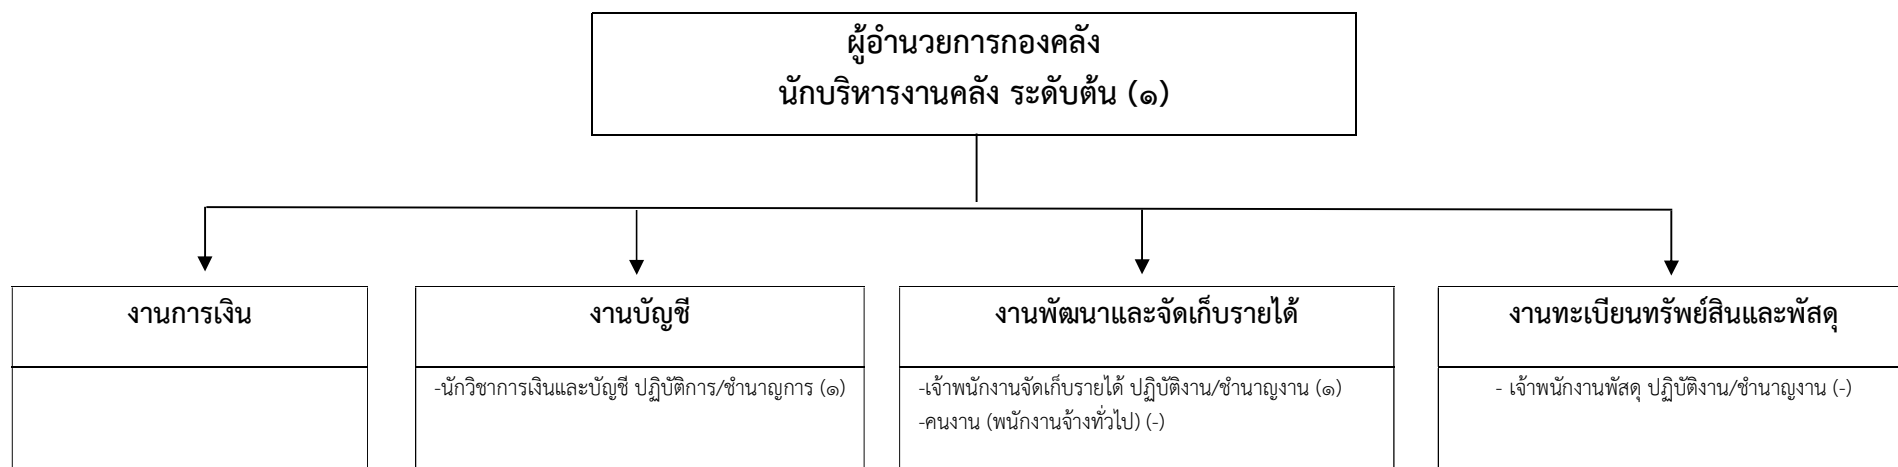 ผู้อำนวยการกองคลัง
นักบริหารงานคลัง ระดับต้น (๑)
งานการเงิน
งานบัญชี
-นักวิชาการเงินและบัญชี ปฏิบัติการ/ชำนาญการ (๑)
งานพัฒนาและจัดเก็บรายได้
-เจ้าพนักงานจัดเก็บรายได้ ปฏิบัติงาน/ชำนาญงาน (๑)
-คนงาน (พนักงานจ้างทั่วไป) (-)
งานทะเบียนทรัพย์สินและพัสดุ
- เจ้าพนักงานพัสดุ ปฏิบัติงาน/ชำนาญงาน (-)